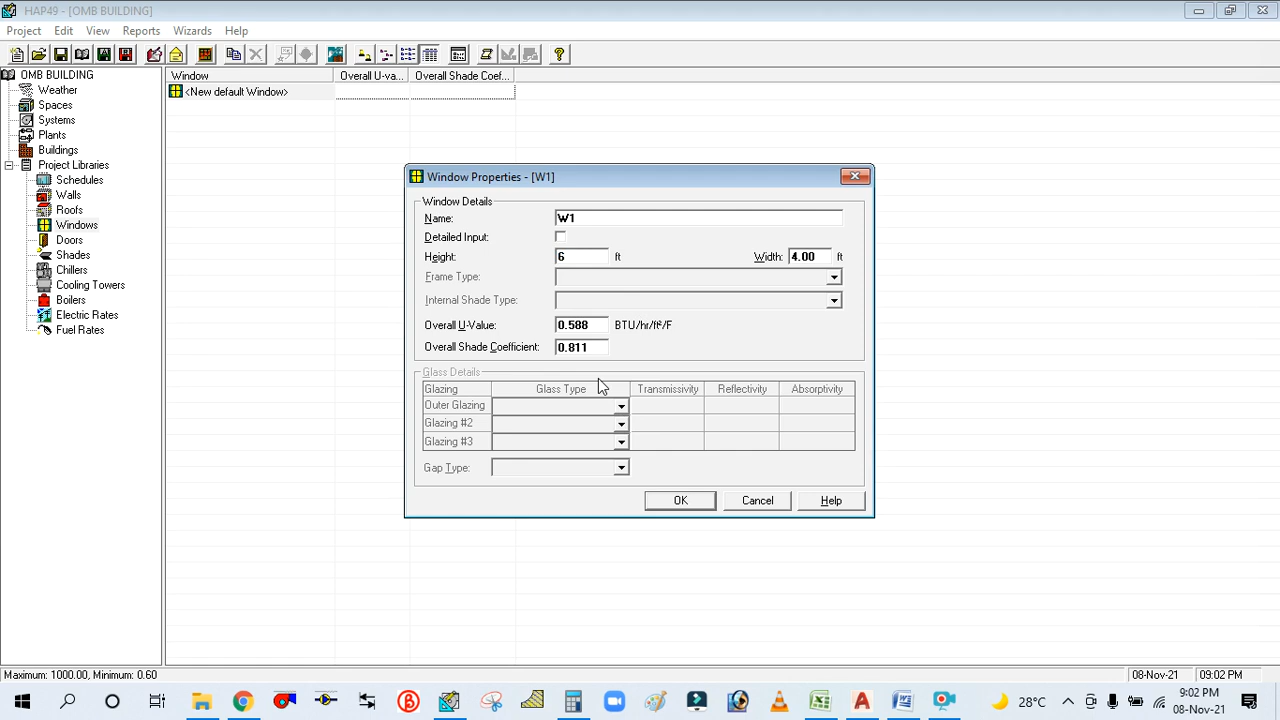 HAP49 - [OMB BUILDING]
Project Edit View Reports Wizards Help
OMB BUILDING
Weather
Spaces
Systems
Plants
Buildings
Project Libraries
Schedules
Walls
Roofs
Windows
Doors
Shades
Chillers
Cooling Towers
Boilers
Electric Rates
Fuel Rates
Window Overall U-va... Overall Shade Coef...
<New default Window>
Window Properties - [W1]
Window Details
Name: W1
Detailed Input:
Height: 6 ft Width: 4.00 ft
Frame Type:
Internal Shade Type:
Overall U-Value: 0.588 BTU/hr/ft²/F
Overall Shade Coefficient: 0.811
Glass Details
Glazing Glass Type Transmissivity Reflectivity Absorptivity
Outer Glazing
Glazing #2
Glazing #3
Gap Type:
OK Cancel Help
Maximum: 1000.00, Minimum: 0.60 08-Nov-21 09:02 PM
28°C 9:02 PM
08-Nov-21